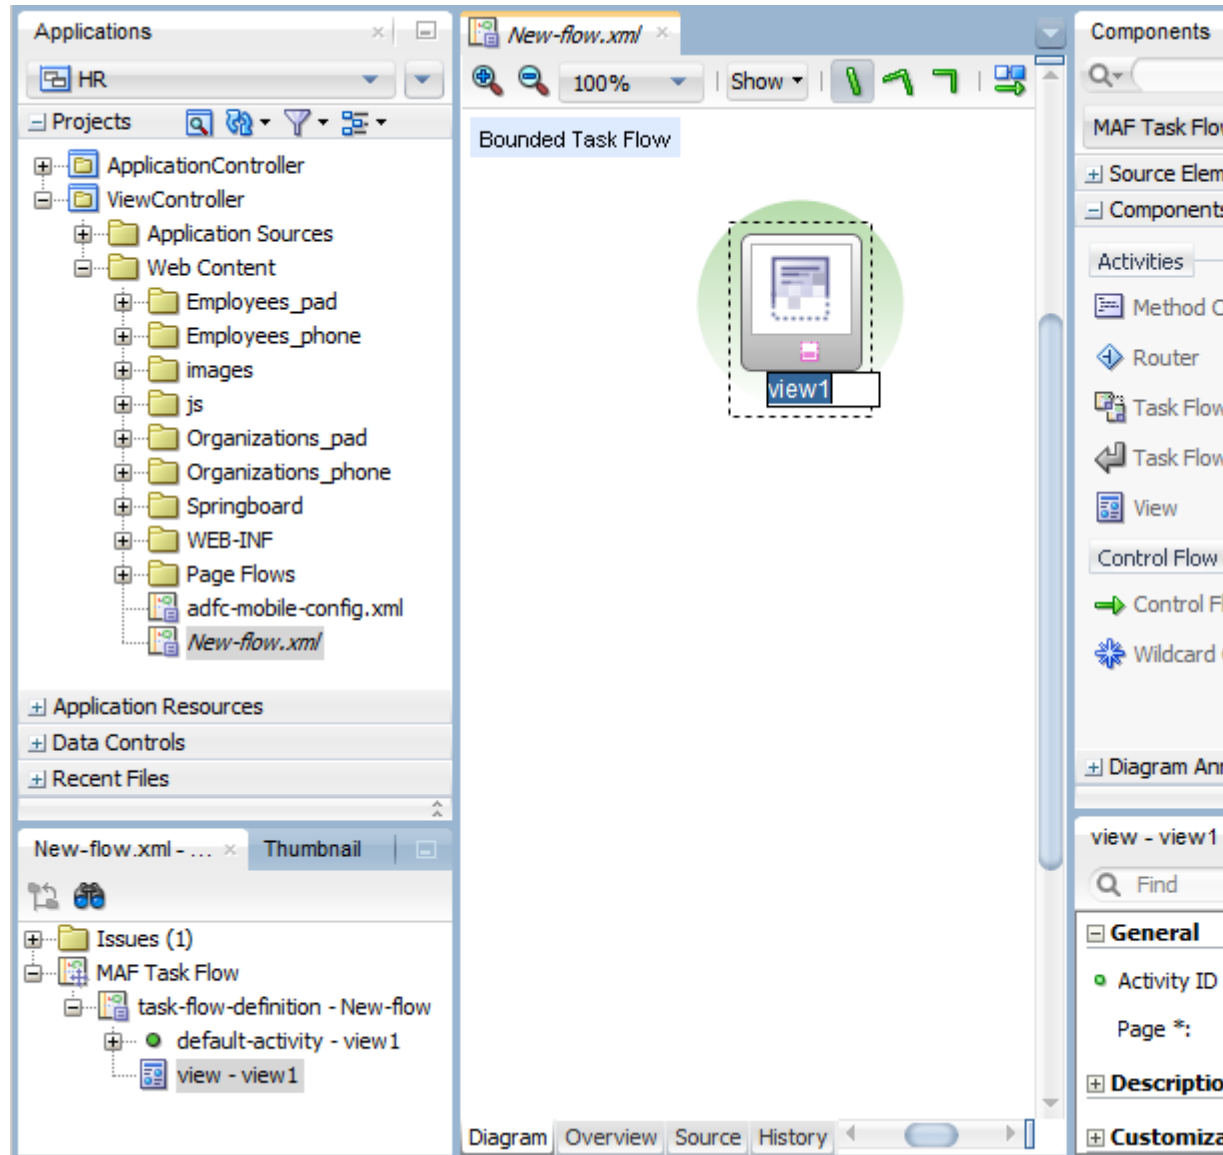 Applications
HR
Projects
ApplicationController
ViewController
Application Sources
Web Content
Employees_pad
Employees_phone
images
js
Organizations_pad
Organizations_phone
Springboard
WEB-INF
Page Flows
adfc-mobile-config.xml
New-flow.xml
Application Resources
Data Controls
Recent Files
New-flow.xml - ...
Thumbnail
Issues (1)
MAF Task Flow
task-flow-definition - New-flow
default-activity - view1
view - view1
New-flow.xml
100%
Show
Bounded Task Flow
view1
Diagram
Overview
Source
History
Components
MAF Task Flow
Source Elem
Components
Activities
Method C
Router
Task Flow
Task Flow
View
Control Flow
Control Fl
Wildcard
Diagram Ann
view - view1
Find
General
Activity ID
Page *:
Descriptio
Customiza